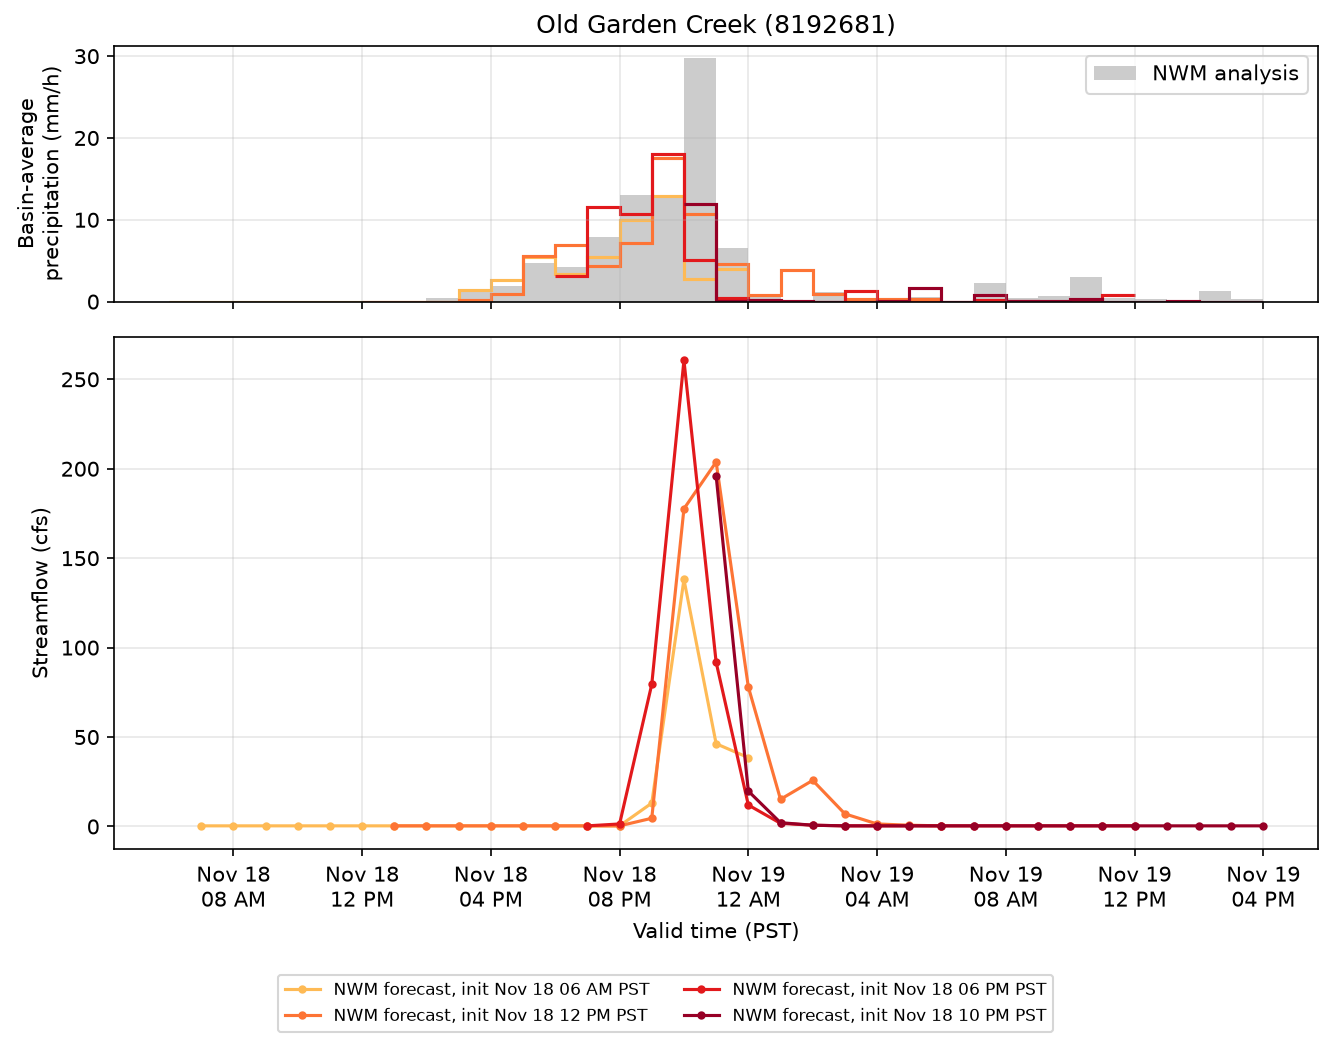 Old Garden Creek (8192681)
Basin-average
precipitation (mm/h)
30
20
10
0
NWM analysis
Streamflow (cfs)
250
200
150
100
50
0
Nov 18 Nov 18 Nov 18 Nov 18 Nov 19 Nov 19 Nov 19 Nov 19 Nov 19
08 AM 12 PM 04 PM 08 PM 12 AM 04 AM 08 AM 12 PM 04 PM
Valid time (PST)
NWM forecast, init Nov 18 06 AM PST
NWM forecast, init Nov 18 12 PM PST
NWM forecast, init Nov 18 06 PM PST
NWM forecast, init Nov 18 10 PM PST